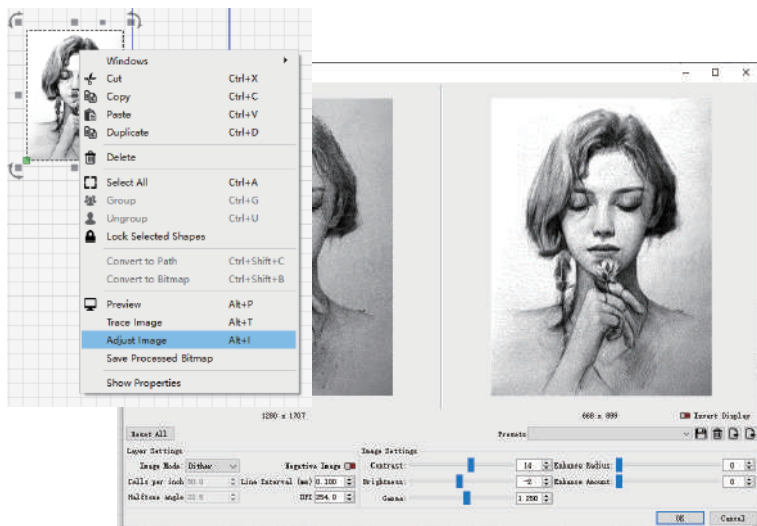 Windows
Cut Ctrl+X
Copy Ctrl+C
Paste Ctrl+V
Duplicate Ctrl+D
Delete
Select All Ctrl+A
Group Ctrl+G
Ungroup Ctrl+U
Lock Selected Shapes
Convert to Path Ctrl+Shift+C
Convert to Bitmap Ctrl+Shift+B
Preview Alt+P
Trace Image Alt+T
Adjust Image Alt+I
Save Processed Bitmap
Show Properties
1280 x 1707 668 x 899 Invert Display
Reset All Presets
Layer Settings Image Settings
Image Mode: Dither Negative Image Contrast: 14 Enhance Radius: 0
Cells per inch 50.0 Line Interval (mm) 0.100 Brightness: -2 Enhance Amount: 0
Halftone angle 22.5 DPI 254.0 Gamma: 1.250
OK Cancel